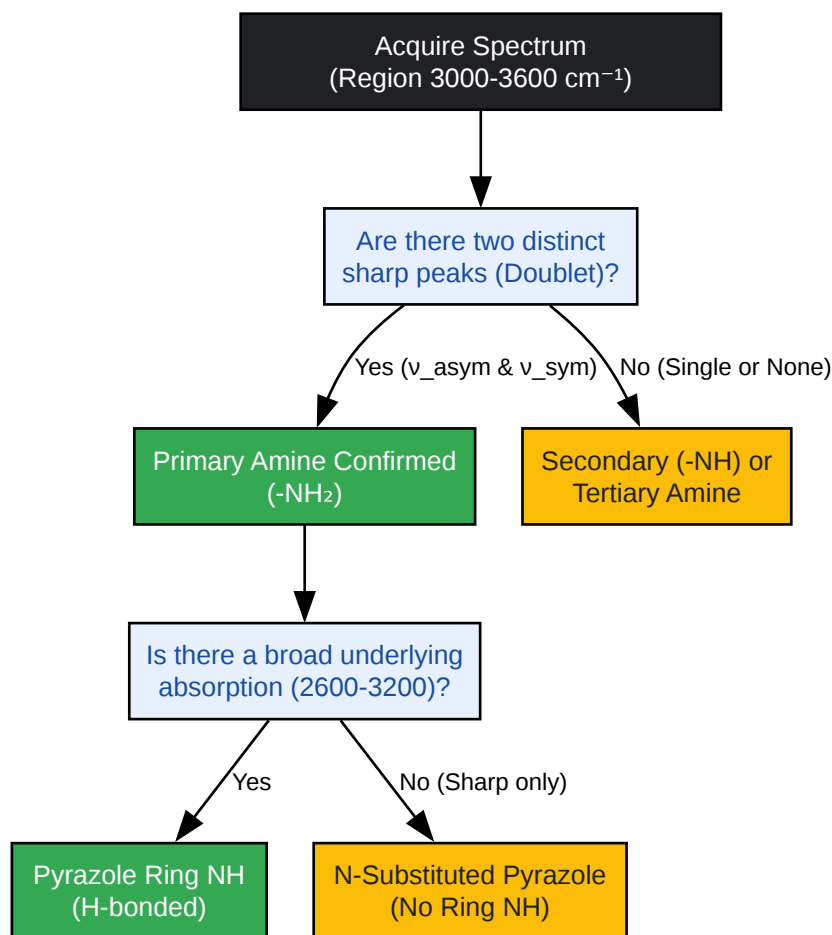 Acquire Spectrum
(Region 3000-3600 cm⁻¹)
Are there two distinct
sharp peaks (Doublet)?
Yes (ν_asym & ν_sym)
No (Single or None)
Primary Amine Confirmed
(-NH₂)
Secondary (-NH) or
Tertiary Amine
Is there a broad underlying
absorption (2600-3200)?
Yes
No (Sharp only)
Pyrazole Ring NH
(H-bonded)
N-Substituted Pyrazole
(No Ring NH)